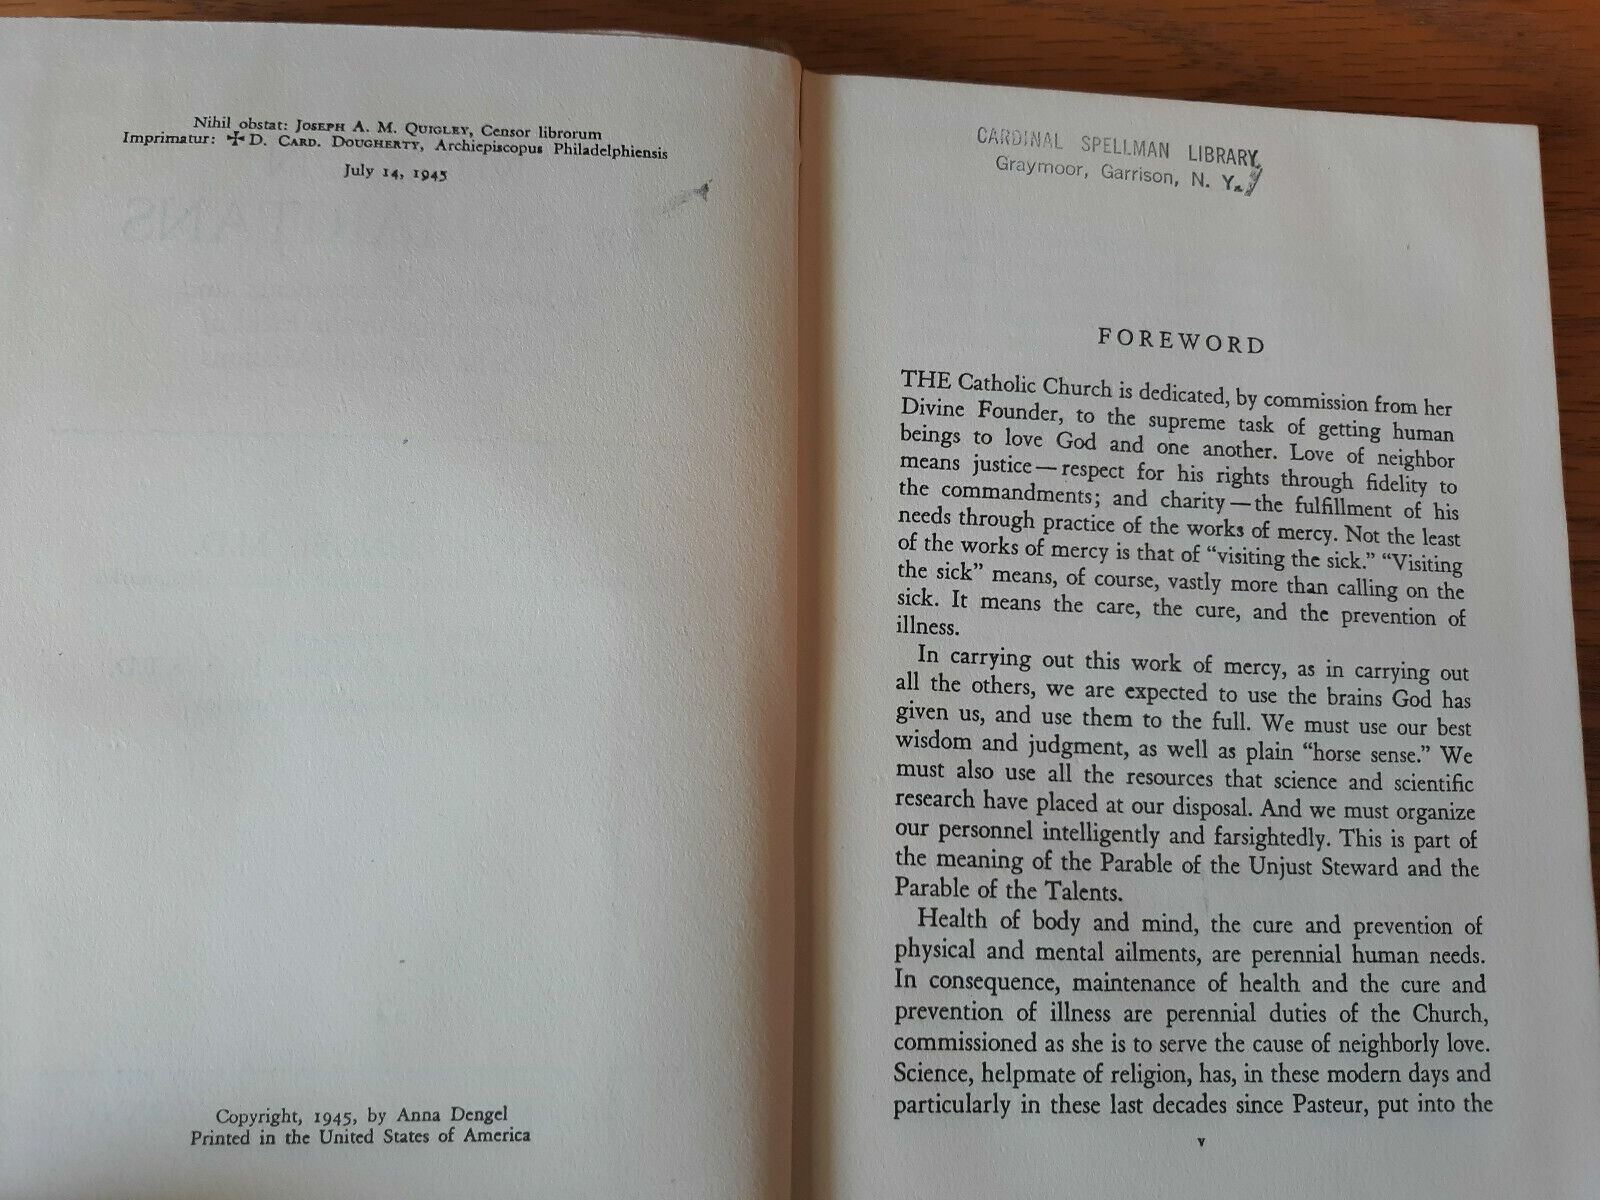 Nihil obstat: JOSEPH A. M. QUIGLEY, Censor librorum
Imprimatur: ✠ D. CARD. DOUGHERTY, Archiepiscopus Philadelphiensis
July 14, 1945
Copyright, 1945, by Anna Dengel
Printed in the United States of America
CARDINAL SPELLMAN LIBRARY
Graymoor, Garrison, N. Y.
FOREWORD
THE Catholic Church is dedicated, by commission from her
Divine Founder, to the supreme task of getting human
beings to love God and one another. Love of neighbor
means justice—respect for his rights through fidelity to
the commandments; and charity—the fulfillment of his
needs through practice of the works of mercy. Not the least
of the works of mercy is that of “visiting the sick.” “Visiting
the sick” means, of course, vastly more than calling on the
sick. It means the care, the cure, and the prevention of
illness.
In carrying out this work of mercy, as in carrying out
all the others, we are expected to use the brains God has
given us, and use them to the full. We must use our best
wisdom and judgment, as well as plain “horse sense.” We
must also use all the resources that science and scientific
research have placed at our disposal. And we must organize
our personnel intelligently and farsightedly. This is part of
the meaning of the Parable of the Unjust Steward and the
Parable of the Talents.
Health of body and mind, the cure and prevention of
physical and mental ailments, are perennial human needs.
In consequence, maintenance of health and the cure and
prevention of illness are perennial duties of the Church,
commissioned as she is to serve the cause of neighborly love.
Science, helpmate of religion, has, in these modern days and
particularly in these last decades since Pasteur, put into the
v